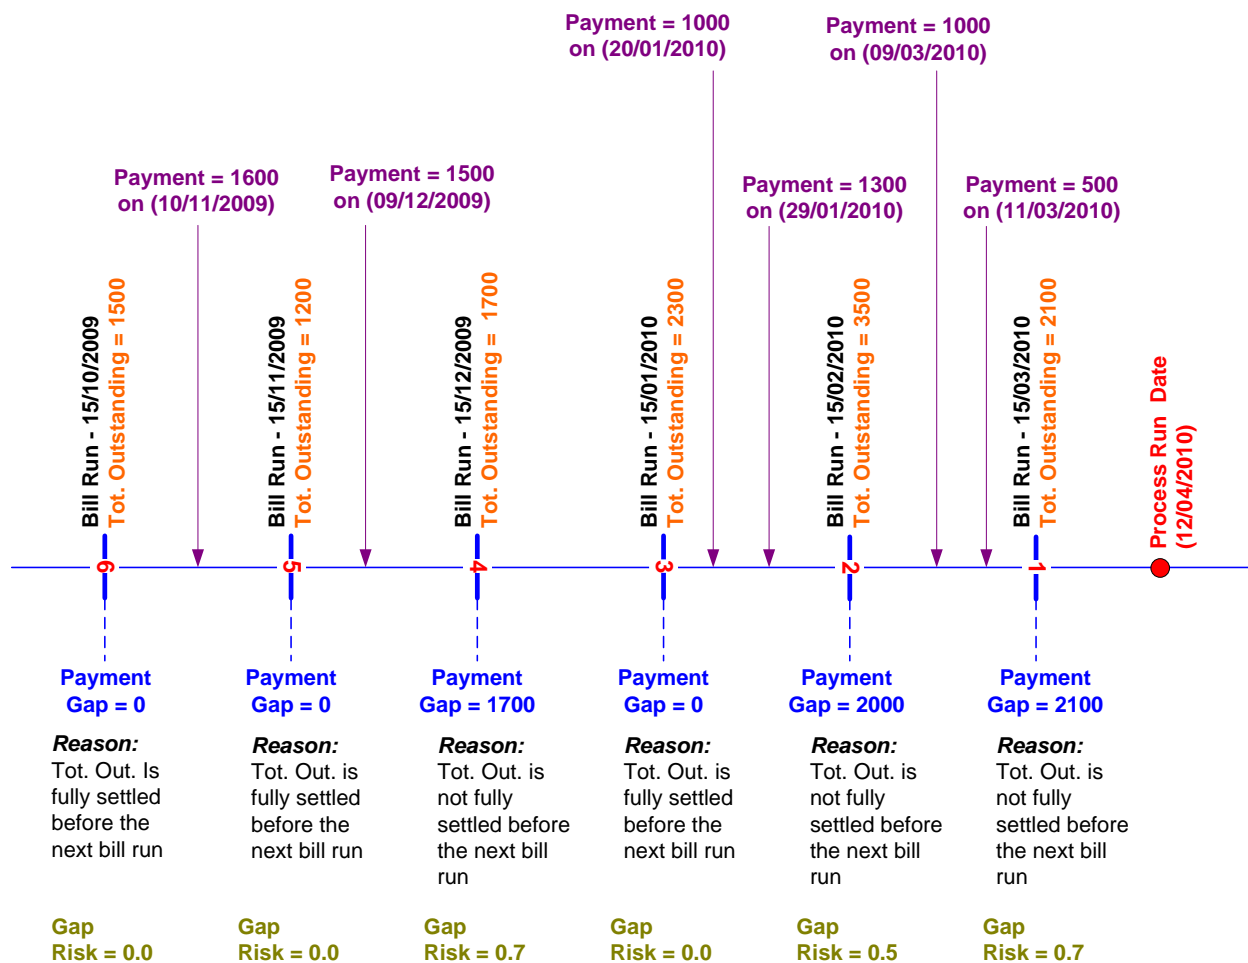 Payment = 1000
on (20/01/2010)
Payment = 1000
on (09/03/2010)
Payment = 1600
on (10/11/2009)
Payment = 1500
on (09/12/2009)
Payment = 1300
on (29/01/2010)
Payment = 500
on (11/03/2010)
Bill Run - 15/10/2009
Tot. Outstanding = 1500
Bill Run - 15/11/2009
Tot. Outstanding = 1200
Bill Run - 15/12/2009
Tot. Outstanding = 1700
Bill Run - 15/01/2010
Tot. Outstanding = 2300
Bill Run - 15/02/2010
Tot. Outstanding = 3500
Bill Run - 15/03/2010
Tot. Outstanding = 2100
Process Run Date
(12/04/2010)
6
5
4
3
2
1
Payment
Gap = 0
Payment
Gap = 0
Payment
Gap = 1700
Payment
Gap = 0
Payment
Gap = 2000
Payment
Gap = 2100
Reason:
Tot. Out. Is
fully settled
before the
next bill run
Reason:
Tot. Out. is
fully settled
before the
next bill run
Reason:
Tot. Out. is
not fully
settled before
the next bill
run
Reason:
Tot. Out. is
fully settled
before the
next bill run
Reason:
Tot. Out. is
not fully
settled before
the next bill
run
Reason:
Tot. Out. is
not fully
settled before
the next bill
run
Gap
Risk = 0.0
Gap
Risk = 0.0
Gap
Risk = 0.7
Gap
Risk = 0.0
Gap
Risk = 0.5
Gap
Risk = 0.7